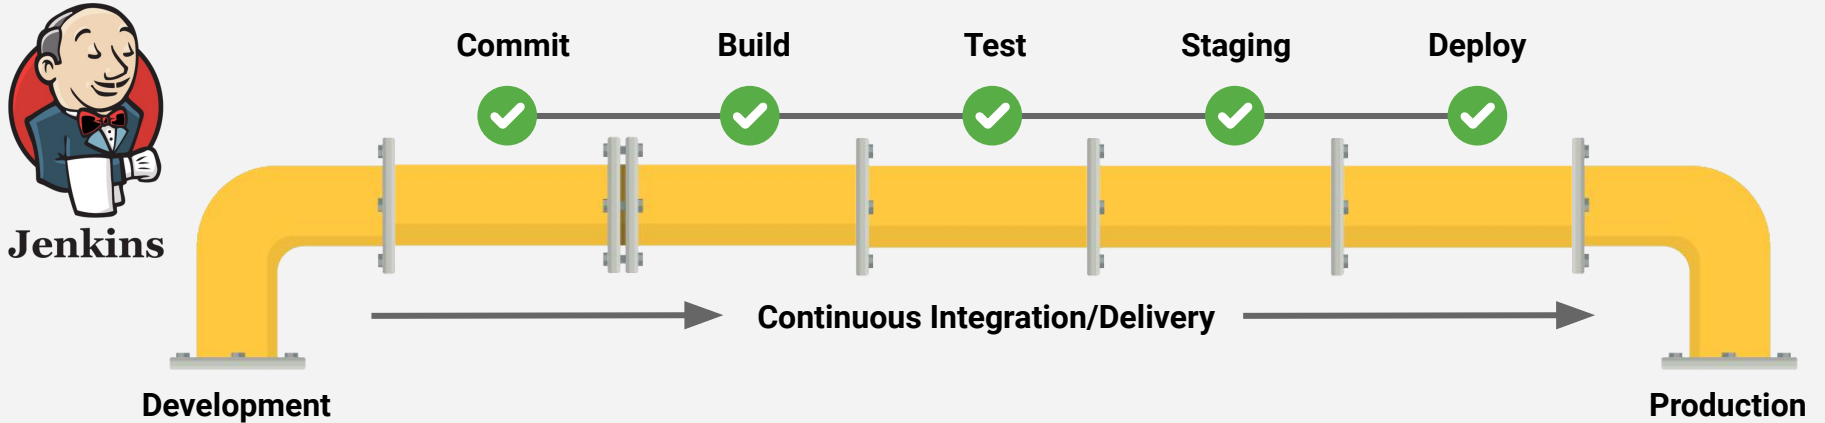 Commit
Build
Test
Staging
Deploy
Jenkins
Continuous Integration/Delivery
Development
Production